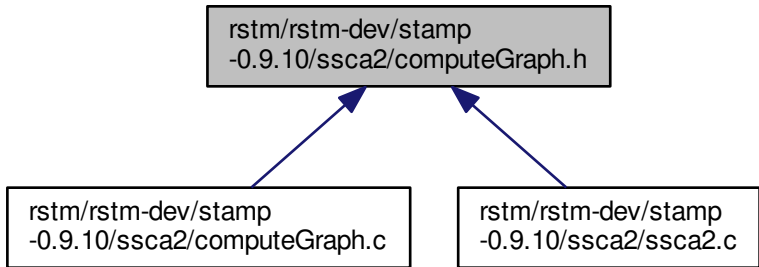 rstm/rstm-dev/stamp
-0.9.10/ssca2/computeGraph.h
rstm/rstm-dev/stamp
-0.9.10/ssca2/computeGraph.c
rstm/rstm-dev/stamp
-0.9.10/ssca2/ssca2.c